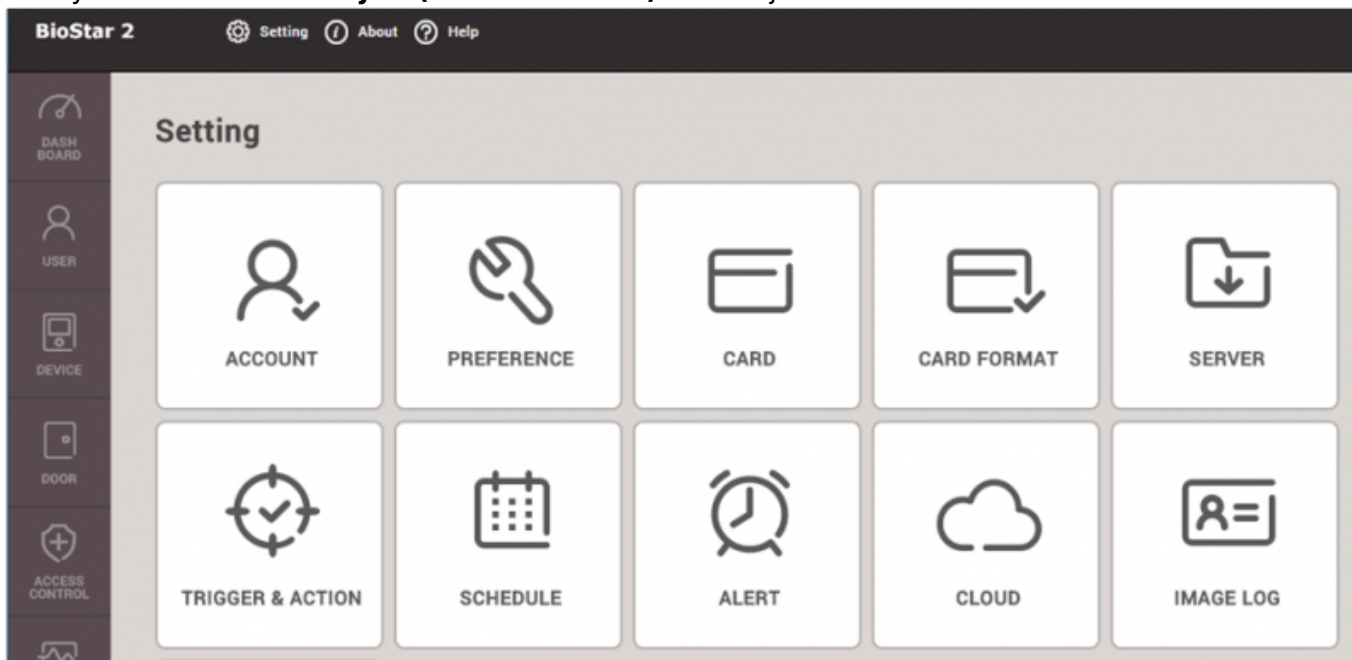 BioStar 2 Setting About Help
DASH
BOARD
USER
DEVICE
DOOR
ACCESS
CONTROL
Setting
ACCOUNT PREFERENCE CARD CARD FORMAT SERVER
TRIGGER & ACTION SCHEDULE ALERT CLOUD IMAGE LOG